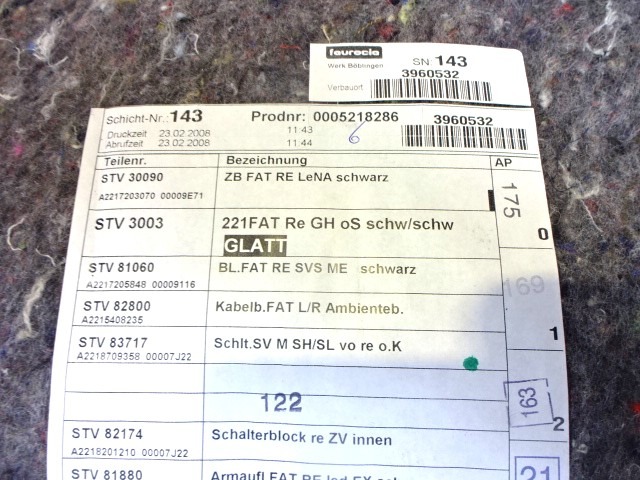 faurecia
SN: 143
Werk Böblingen
3960532
Verbauort
Schicht-Nr.: 143
Prodnr: 0005218286
3960532
Druckzeit 23.02.2008 11:43
Abrufzeit 23.02.2008 11:44
6
Teilenr. Bezeichnung AP
STV 30090 ZB FAT RE LeNA schwarz
A2217203070 00009E71
175
STV 3003 221FAT Re GH oS schw/schw
GLATT
0
STV 81060 BL.FAT RE SVS ME schwarz
A2217205848 00009116
169
STV 82800 Kabelb.FAT L/R Ambienteb.
A2215408235
1
STV 83717 Schlt.SV M SH/SL vo re o.K
A2218709358 00007J22
122
163
2
STV 82174 Schalterblock re ZV innen
A2218201210 00007J22
21
STV 81880 Armaufl.FAT RE